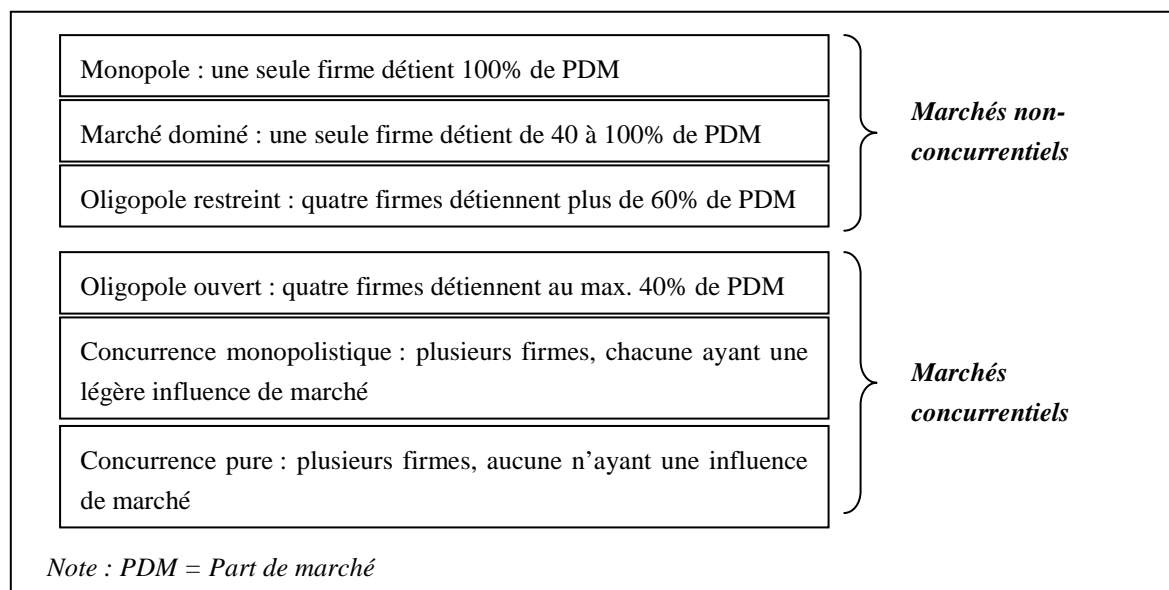 Monopole : une seule firme détient 100% de PDM
Marché dominé : une seule firme détient de 40 à 100% de PDM
Oligopole restreint : quatre firmes détiennent plus de 60% de PDM
Marchés non-
concurrentiels
Oligopole ouvert : quatre firmes détiennent au max. 40% de PDM
Concurrence monopolistique : plusieurs firmes, chacune ayant une
légère influence de marché
Concurrence pure : plusieurs firmes, aucune n'ayant une influence
de marché
Marchés
concurrentiels
Note : PDM = Part de marché